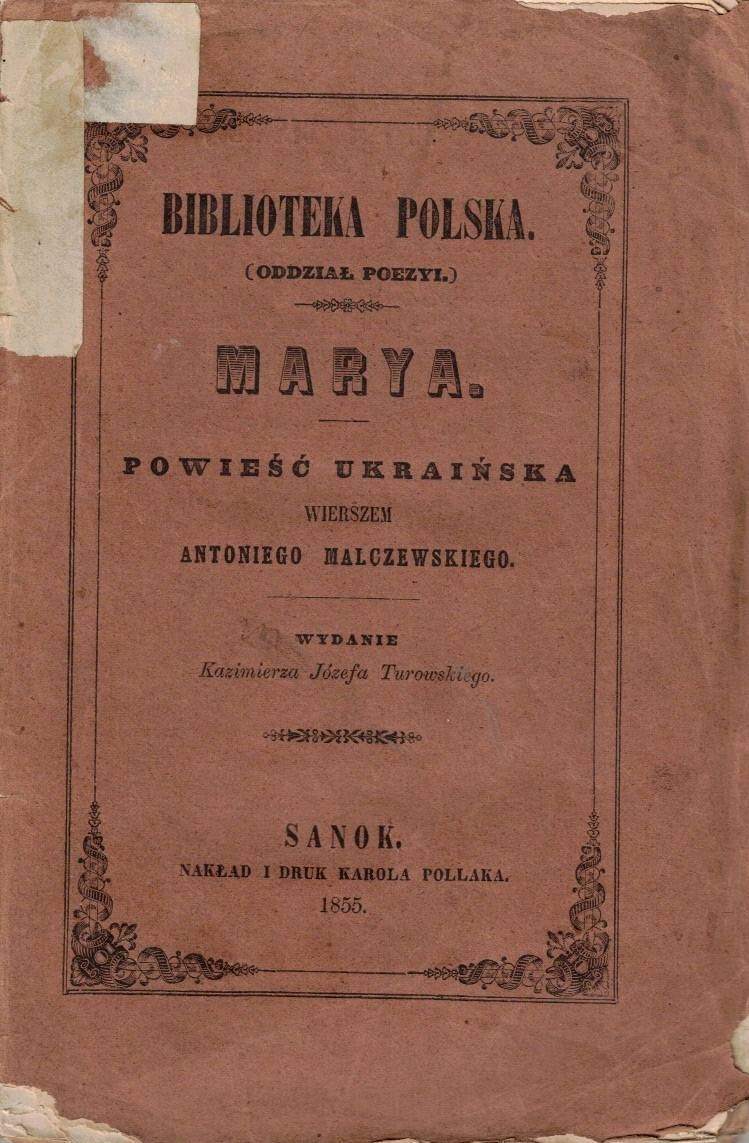 BIBLIOTEKA POLSKA.
(ODDZIAŁ POEZYI.)
MARYA.
POWIEŚĆ UKRAIŃSKA
WIERSZEM
ANTONIEGO MALCZEWSKIEGO.
WYDANIE
Kazimierza Józefa Turowskiego.
SANOK.
NAKŁAD I DRUK KAROLA POLLAKA.
1855.